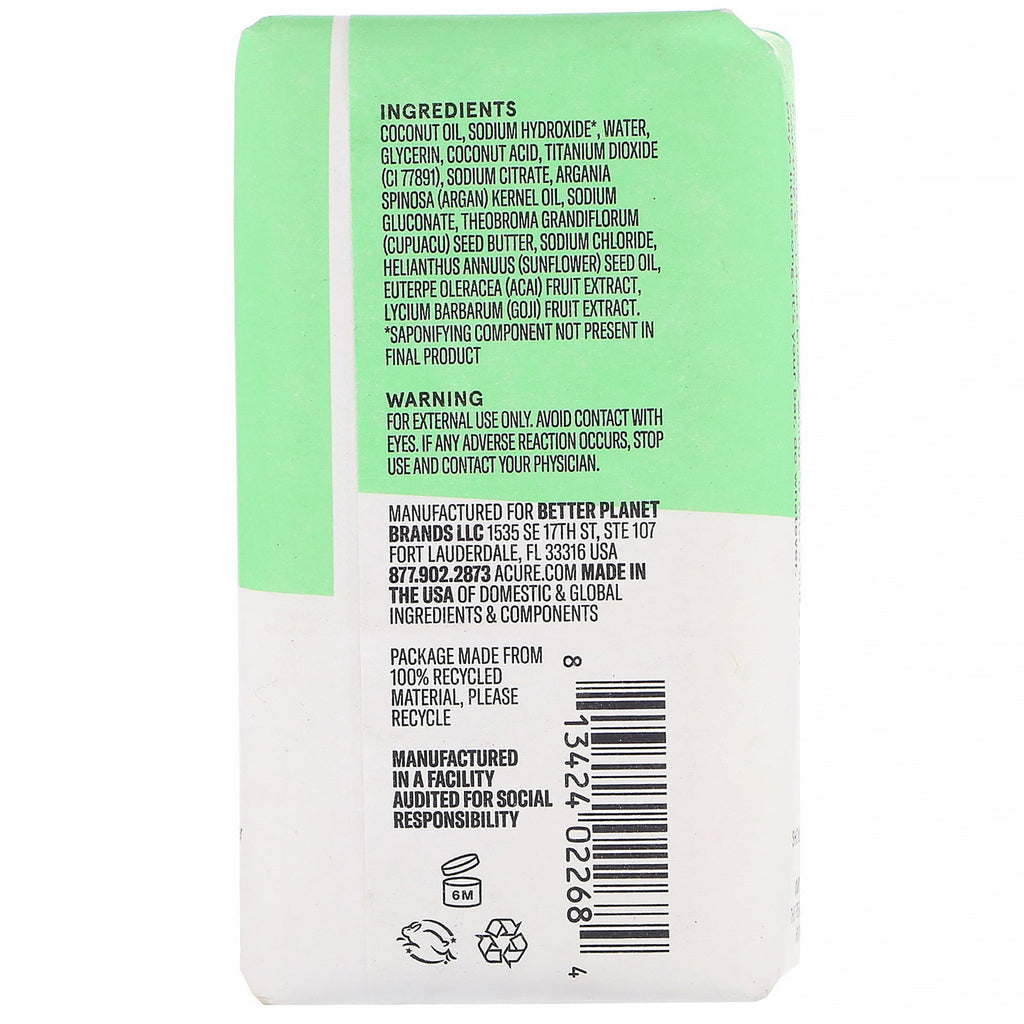 INGREDIENTS
COCONUT OIL, SODIUM HYDROXIDE*, WATER,
GLYCERIN, COCONUT ACID, TITANIUM DIOXIDE
(CI 77891), SODIUM CITRATE, ARGANIA
SPINOSA (ARGAN) KERNEL OIL, SODIUM
GLUCONATE, THEOBROMA GRANDIFLORUM
(CUPUACU) SEED BUTTER, SODIUM CHLORIDE,
HELIANTHUS ANNUUS (SUNFLOWER) SEED OIL,
EUTERPE OLERACEA (ACAI) FRUIT EXTRACT,
LYCIUM BARBARUM (GOJI) FRUIT EXTRACT.
*SAPONIFYING COMPONENT NOT PRESENT IN
FINAL PRODUCT
WARNING
FOR EXTERNAL USE ONLY. AVOID CONTACT WITH
EYES. IF ANY ADVERSE REACTION OCCURS, STOP
USE AND CONTACT YOUR PHYSICIAN.
MANUFACTURED FOR BETTER PLANET
BRANDS LLC 1535 SE 17TH ST, STE 107
FORT LAUDERDALE, FL 33316 USA
877.902.2873 ACURE.COM MADE IN
THE USA OF DOMESTIC & GLOBAL
INGREDIENTS & COMPONENTS
PACKAGE MADE FROM
100% RECYCLED
MATERIAL, PLEASE
RECYCLE
MANUFACTURED
IN A FACILITY
AUDITED FOR SOCIAL
RESPONSIBILITY
6M
8 13424 02268 4